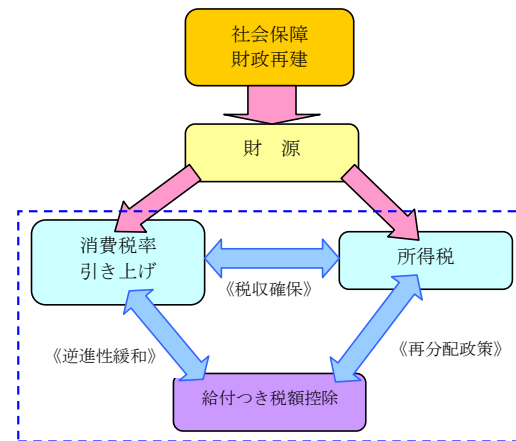 社会保障
財政再建
財　源
消費税率
引き上げ
所得税
《税収確保》
《逆進性緩和》
《再分配政策》
給付つき税額控除